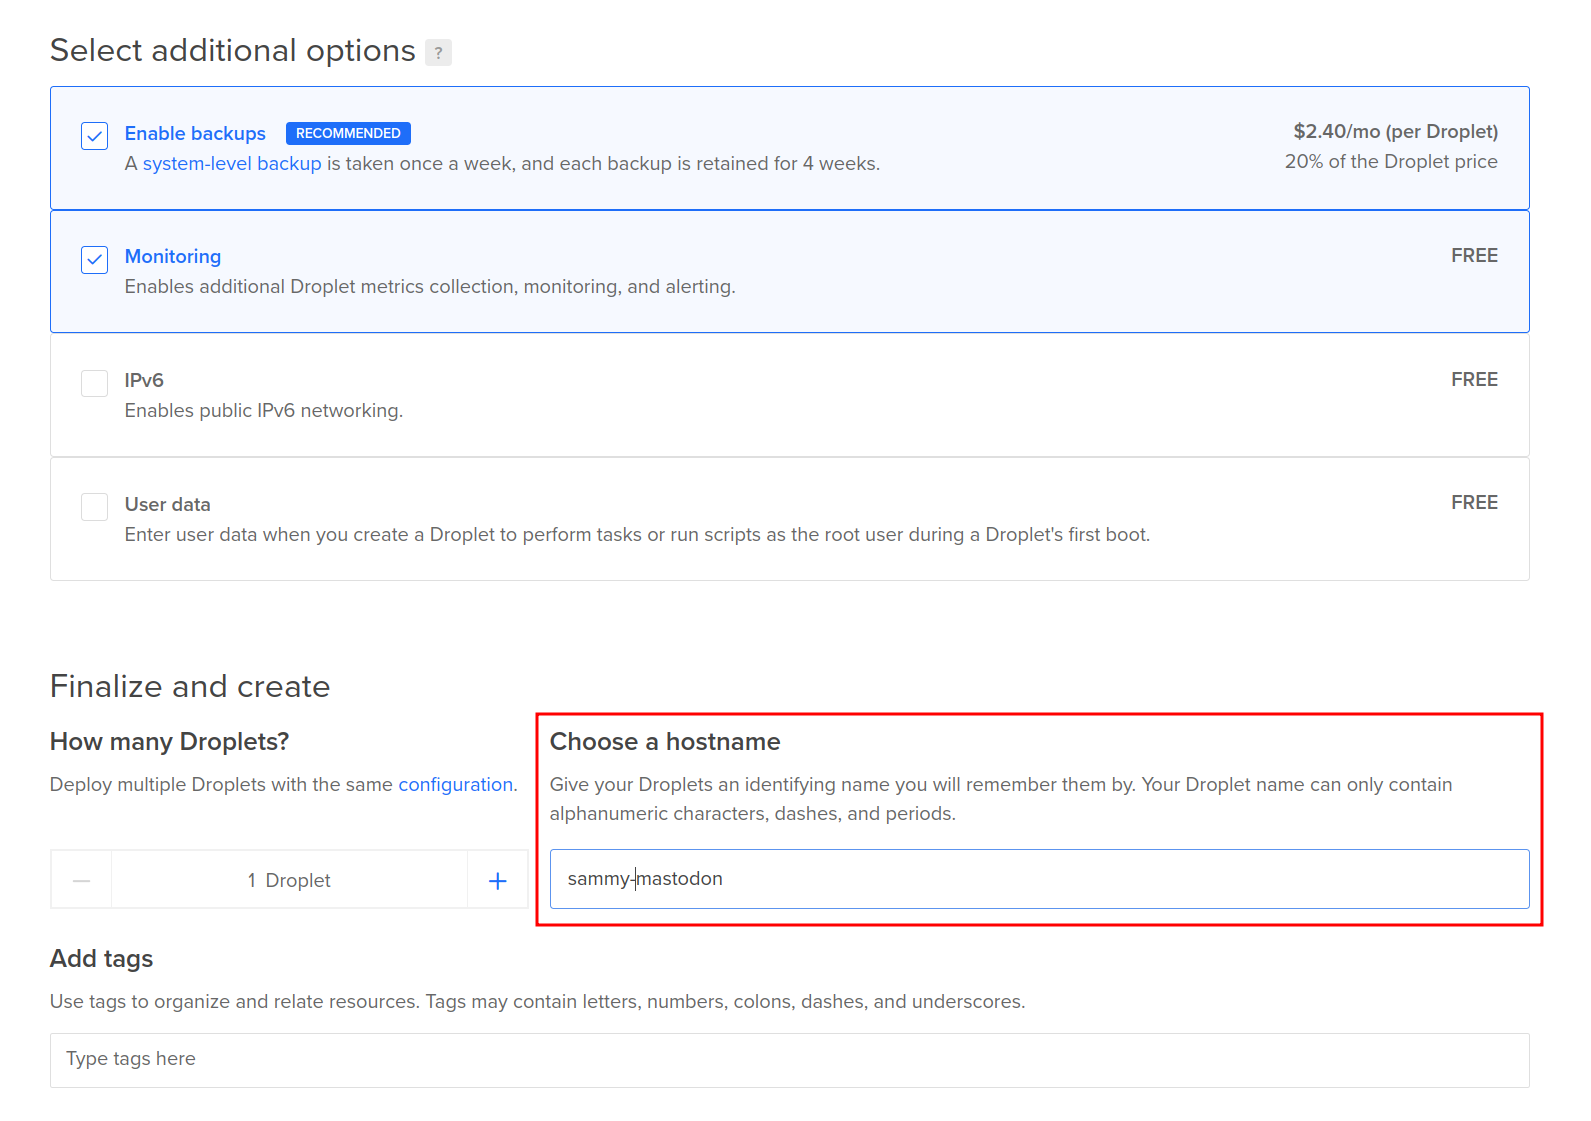 Select additional options ?
Enable backups RECOMMENDED $2.40/mo (per Droplet)
A system-level backup is taken once a week, and each backup is retained for 4 weeks. 20% of the Droplet price
Monitoring FREE
Enables additional Droplet metrics collection, monitoring, and alerting.
IPv6 FREE
Enables public IPv6 networking.
User data FREE
Enter user data when you create a Droplet to perform tasks or run scripts as the root user during a Droplet's first boot.
Finalize and create
How many Droplets?
Deploy multiple Droplets with the same configuration.
1 Droplet
Choose a hostname
Give your Droplets an identifying name you will remember them by. Your Droplet name can only contain
alphanumeric characters, dashes, and periods.
sammy-mastodon
Add tags
Use tags to organize and relate resources. Tags may contain letters, numbers, colons, dashes, and underscores.
Type tags here